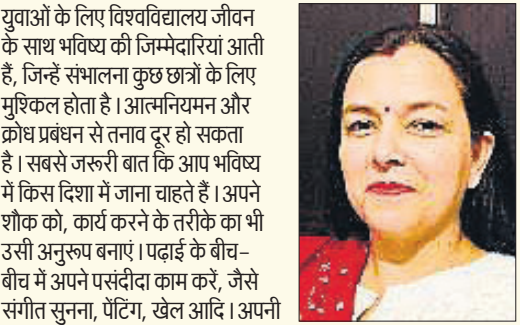 युवाओं के लिए विश्वविद्यालय जीवन
के साथ भविष्य की जिम्मेदारियां आती
हैं, जिन्हें संभालना कुछ छात्रों के लिए
मुश्किल होता है । आत्मनियमन और
क्रोध प्रबंधन से तनाव दूर हो सकता
है । सबसे जरूरी बात कि आप भविष्य
में किस दिशा में जाना चाहते हैं । अपने
शौक को, कार्य करने के तरीके का भी
उसी अनुरूप बनाएं । पढ़ाई के बीच-
बीच में अपने पसंदीदा काम करें, जैसे
संगीत सुनना, पेंटिंग, खेल आदि । अपनी